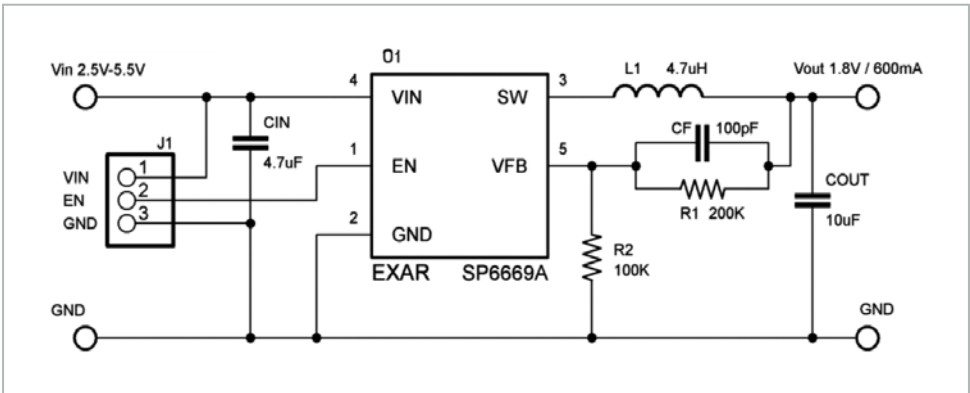 O1
Vin 2.5V-5.5V
4
3
L1 4.7uH
Vout 1.8V / 600mA
VIN
SW
CIN
4.7uF
CF 100pF
J1
1
5
VIN 1
EN
VFB
EN 2
GND 3
R1 200K
COUT
10uF
2
GND
R2
100K
EXAR SP6669A
GND
GND